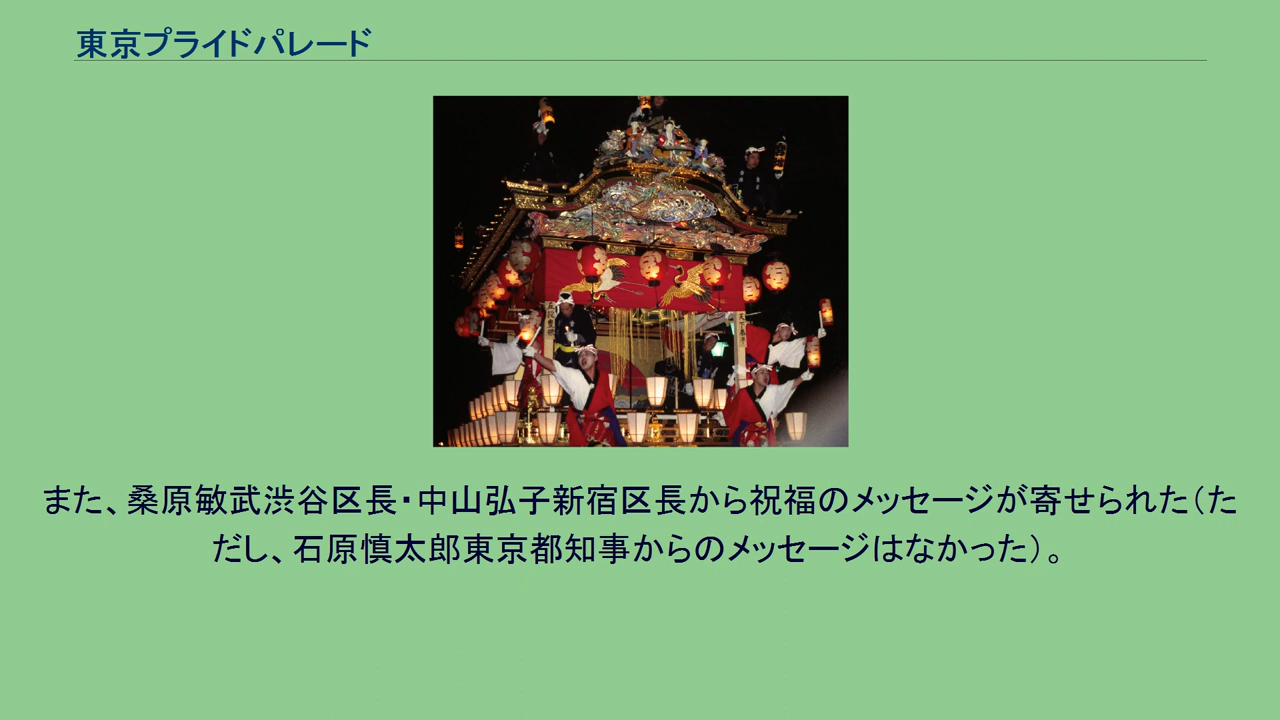 東京プライドパレード
また、桑原敏武渋谷区長・中山弘子新宿区長から祝福のメッセージが寄せられた（た
だし、石原慎太郎東京都知事からのメッセージはなかった）。